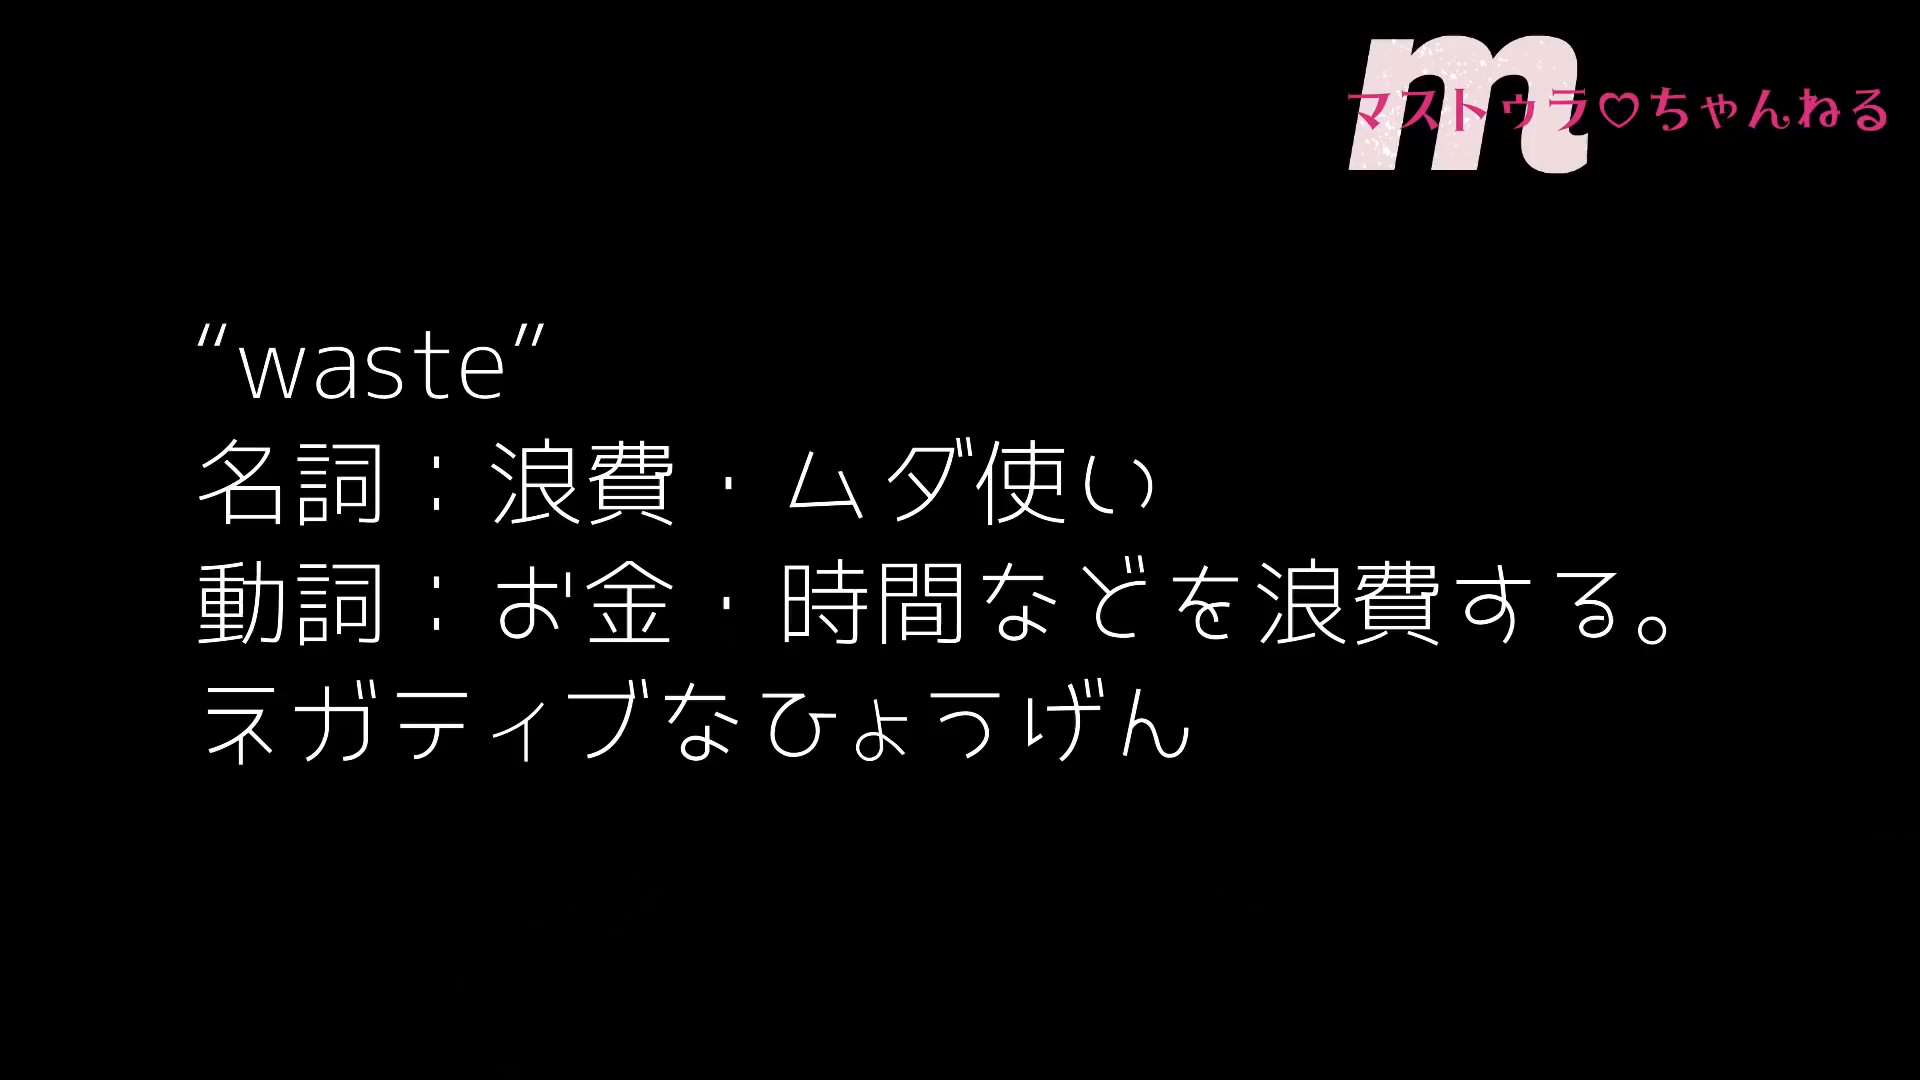 m
マストゥラ♡ちゃんねる
“waste”
名詞：浪費・ムダ使い
動詞：お金・時間などを浪費する。
ネガティブなひょうげん